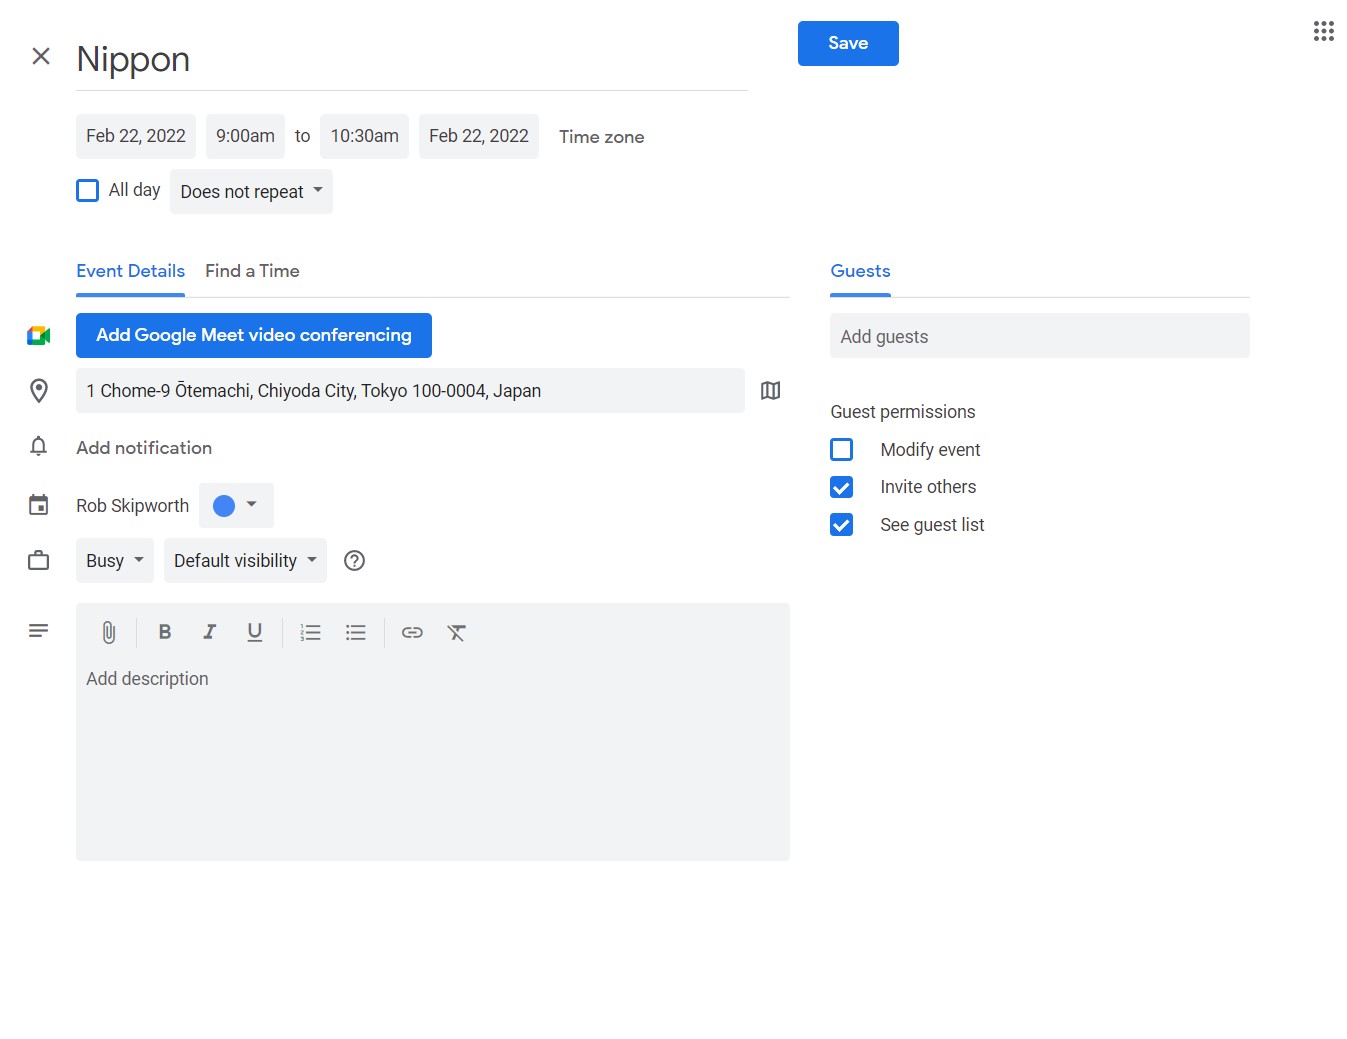 Nippon
Save
Feb 22, 2022 9:00am to 10:30am Feb 22, 2022 Time zone
All day Does not repeat
Event Details Find a Time
Guests
Add Google Meet video conferencing
Add guests
1 Chome-9 Ōtemachi, Chiyoda City, Tokyo 100-0004, Japan
Guest permissions
Add notification
Modify event
Invite others
Rob Skipworth
See guest list
Busy Default visibility
B I U
Add description